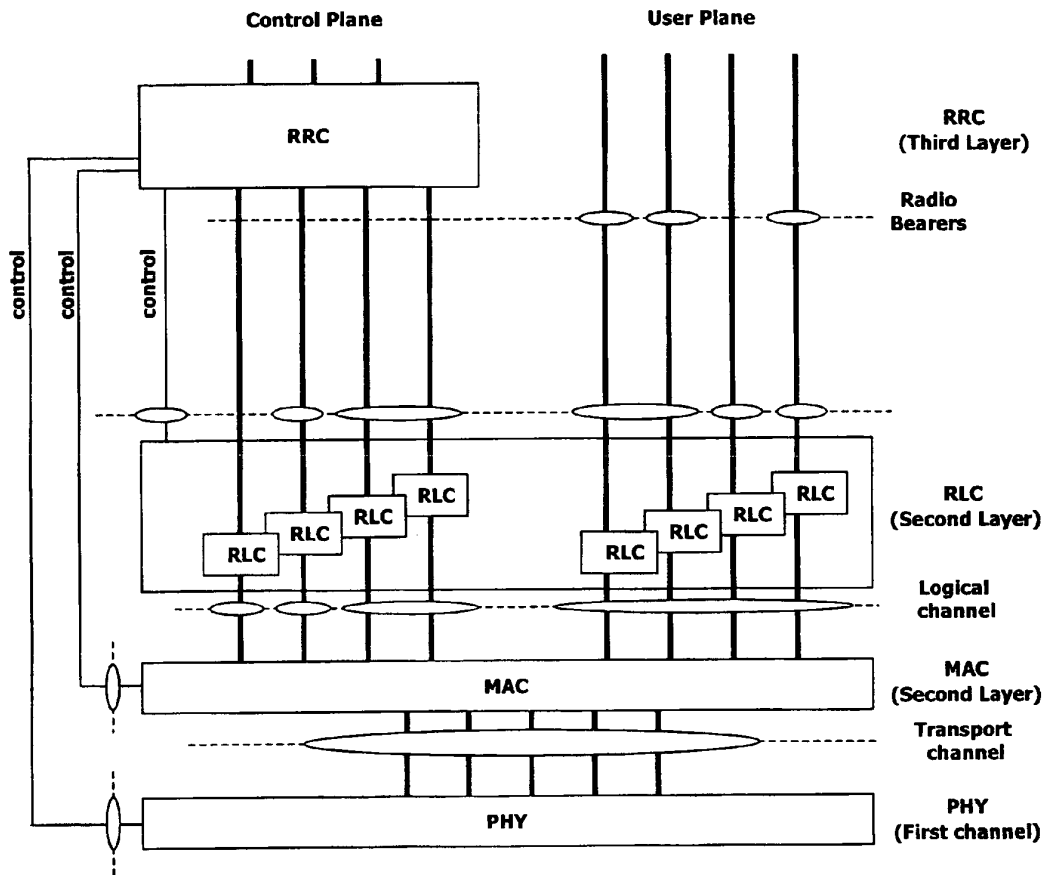 Control Plane
User Plane
RRC
RRC
(Third Layer)
Radio
Bearers
control
control
control
RLC
RLC
RLC
RLC
RLC
RLC
RLC
RLC
RLC
(Second Layer)
Logical
channel
MAC
MAC
(Second Layer)
Transport
channel
PHY
PHY
(First channel)